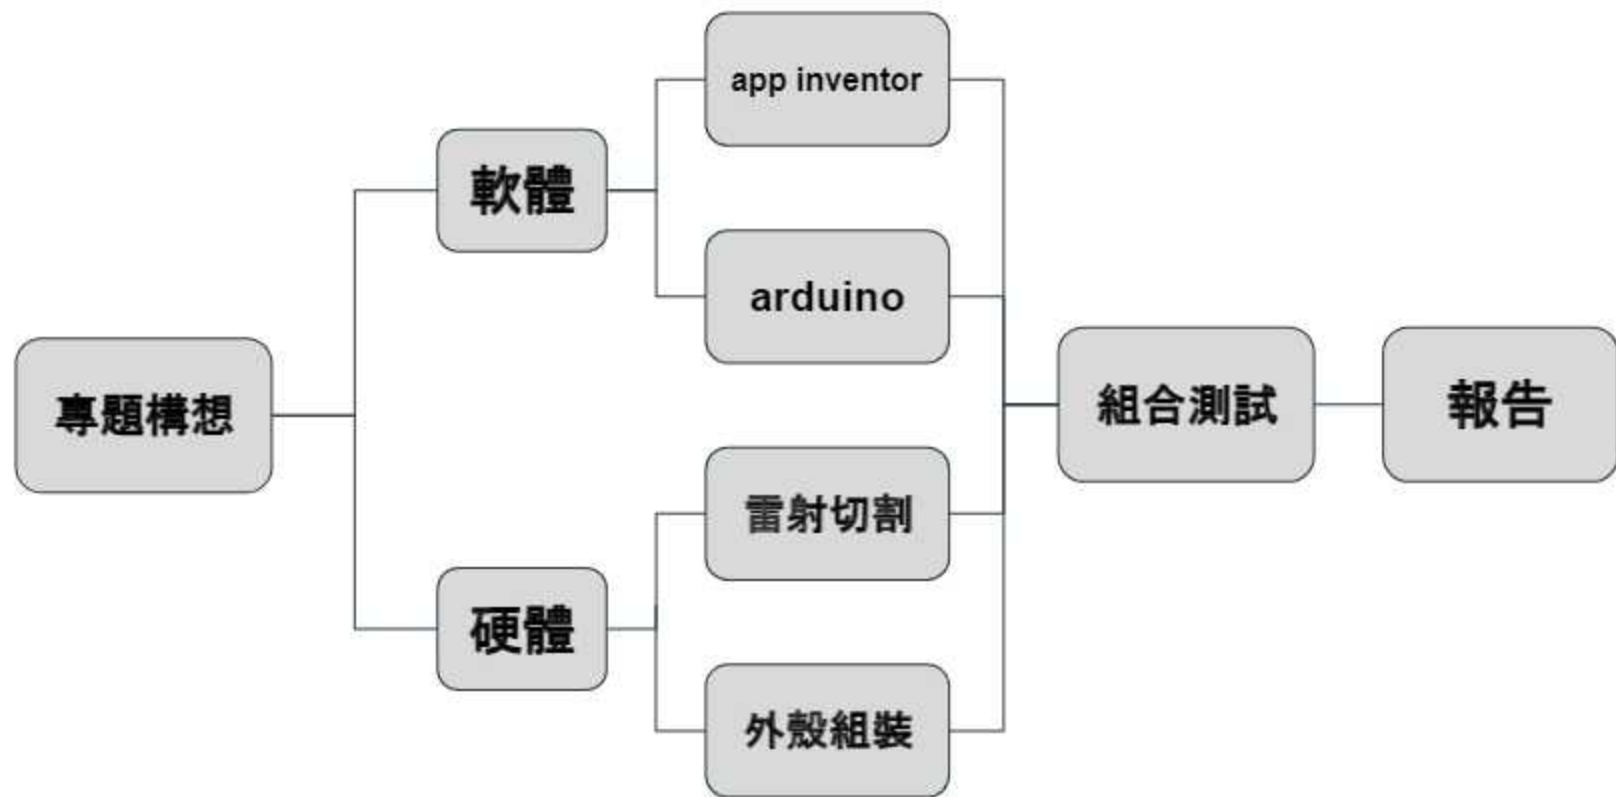 專題構想
軟體
硬體
app inventor
arduino
雷射切割
外殼組裝
組合測試
報告